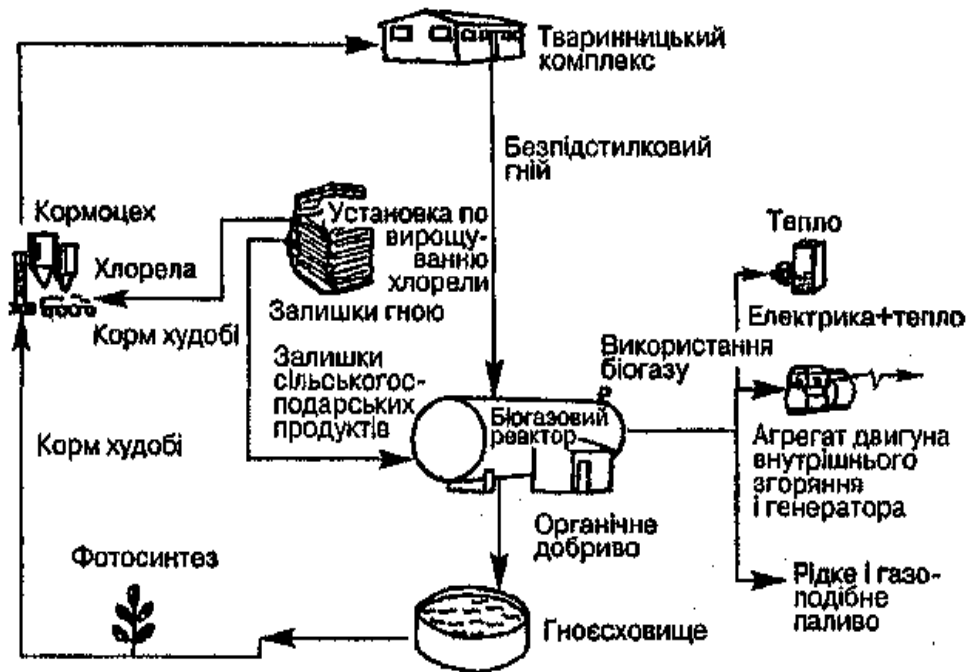 Тваринницький
комплекс
Безпідстилковий
гній
Кормоцех
Установка по
вирощу-
ванню
хлорели
Хлорела
Залишки гною
Корм худобі
Тепло
Електрика+тепло
Залишки
сільськогос-
подарських
продуктів
Використання
біогазу
Біогазовий
реактор
Корм худобі
Агрегат двигуна
внутрішнього
згоряння
і генератора
Органічне
добриво
Фотосинтез
Гноєсховище
Рідке і газо-
подібне
паливо